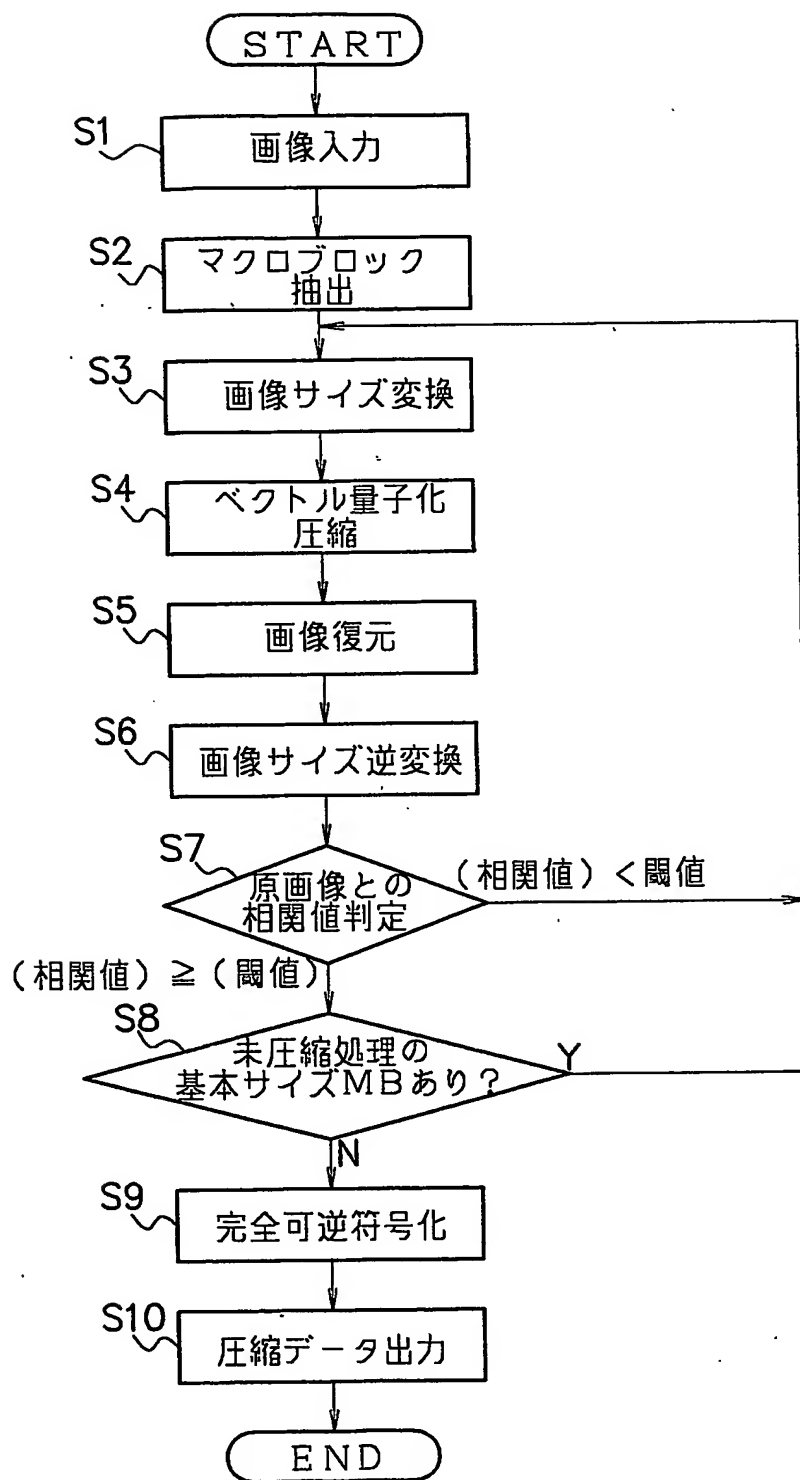 START
S1
画像入力
S2
マクロブロック
抽出
S3
画像サイズ変換
S4
ベクトル量子化
圧縮
S5
画像復元
S6
画像サイズ逆変換
S7
原画像との
相関値判定
(相関値)<閾値
(相関値)≧(閾値)
S8
未圧縮処理の
基本サイズMBあり?
Y
N
S9
完全可逆符号化
S10
圧縮データ出力
END